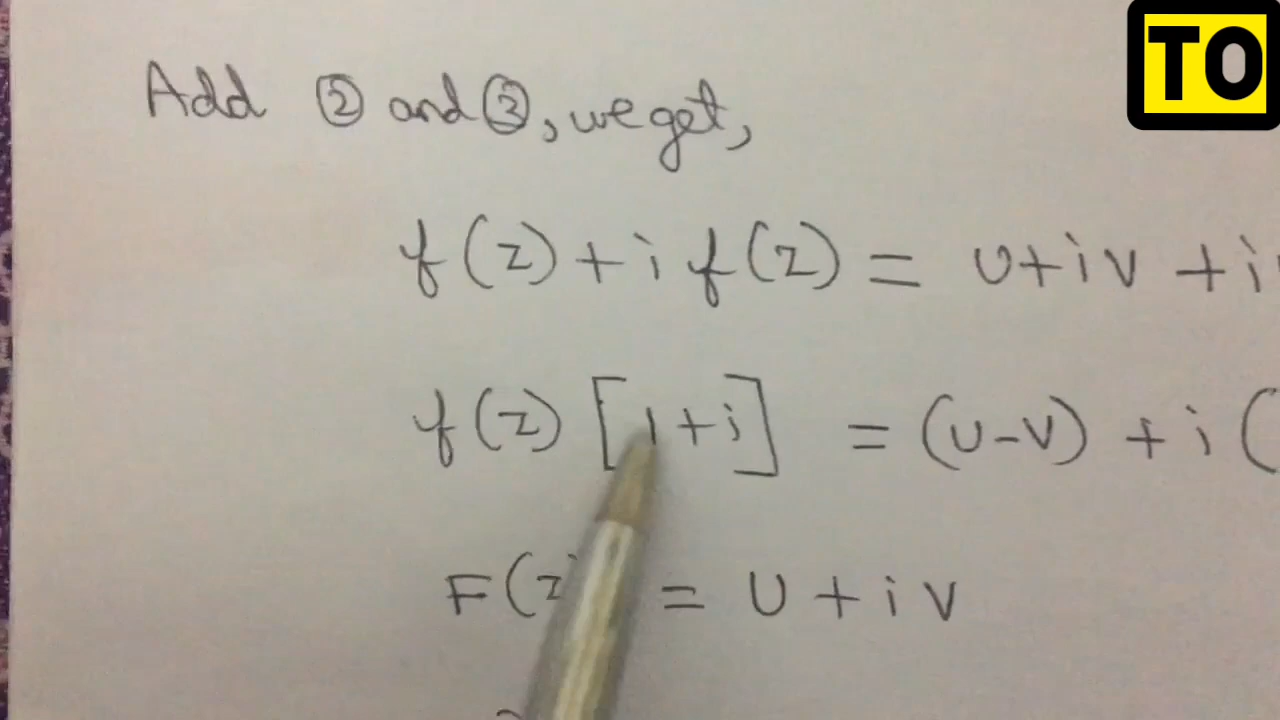 TO
Add ② and ③, we get,
f(z) + i f(z) = u+iv + i
f(z) [1+i] = (u-v) + i (
F(z) = U + i V